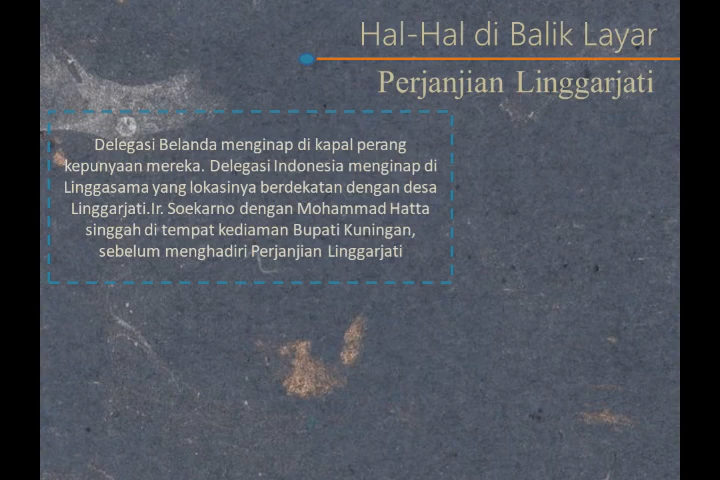 Hal-Hal di Balik Layar
Perjanjian Linggarjati
Delegasi Belanda menginap di kapal perang
kepunyaan mereka. Delegasi Indonesia menginap di
Linggasama yang lokasinya berdekatan dengan desa
Linggarjati.Ir. Soekarno dengan Mohammad Hatta
singgah di tempat kediaman Bupati Kuningan,
sebelum menghadiri Perjanjian Linggarjati